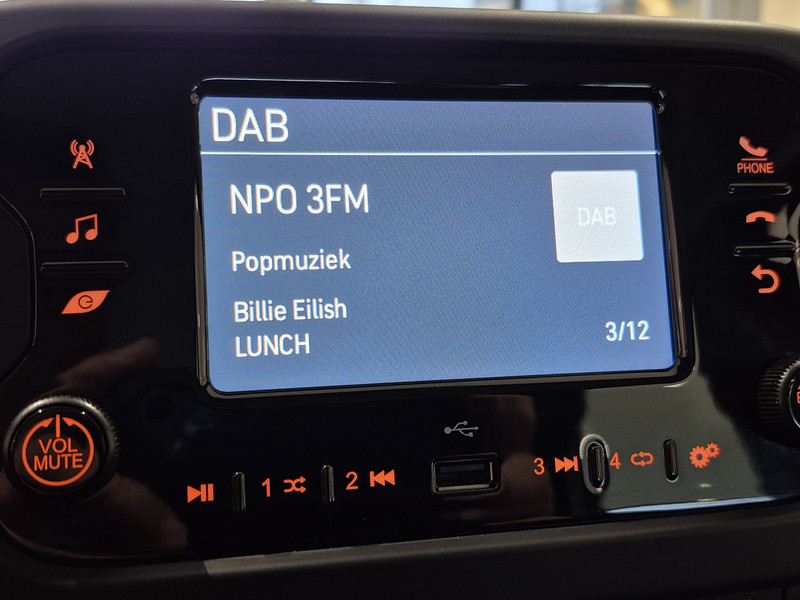 DAB
NPO 3FM
DAB
Popmuziek
Billie Eilish
LUNCH
3/12
PHONE
VOL
MUTE
1
2
3
4